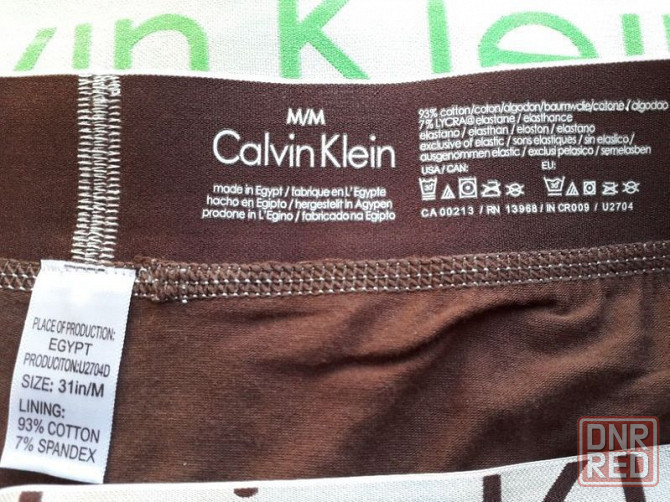 vin Klein
M/M
Calvin Klein
made in Egypt / fabrique en L'Egypte
hacho en Egipto / hergestellt in Agypen
prodone in L'Egino / fabricado na Egipto
93% cotton/coton/algodon/baumwolle/cotone/algodao
7% LYCRA@elastane / elasthance
elastano / elasthan / eloston / elastano
exclusive of elastic / sons elastiques / sin elasilco /
ausgenommen elastic / exclusi pelasico / semelasben
USA / CAN: EU:
CA 00213 / RN 13968 / IN CR009 / U2704
PLACE OF PRODUCTION:
EGYPT
PRODUCITON:U2704D
SIZE: 31in/M
LINING:
93% COTTON
7% SPANDEX
DNR
RED